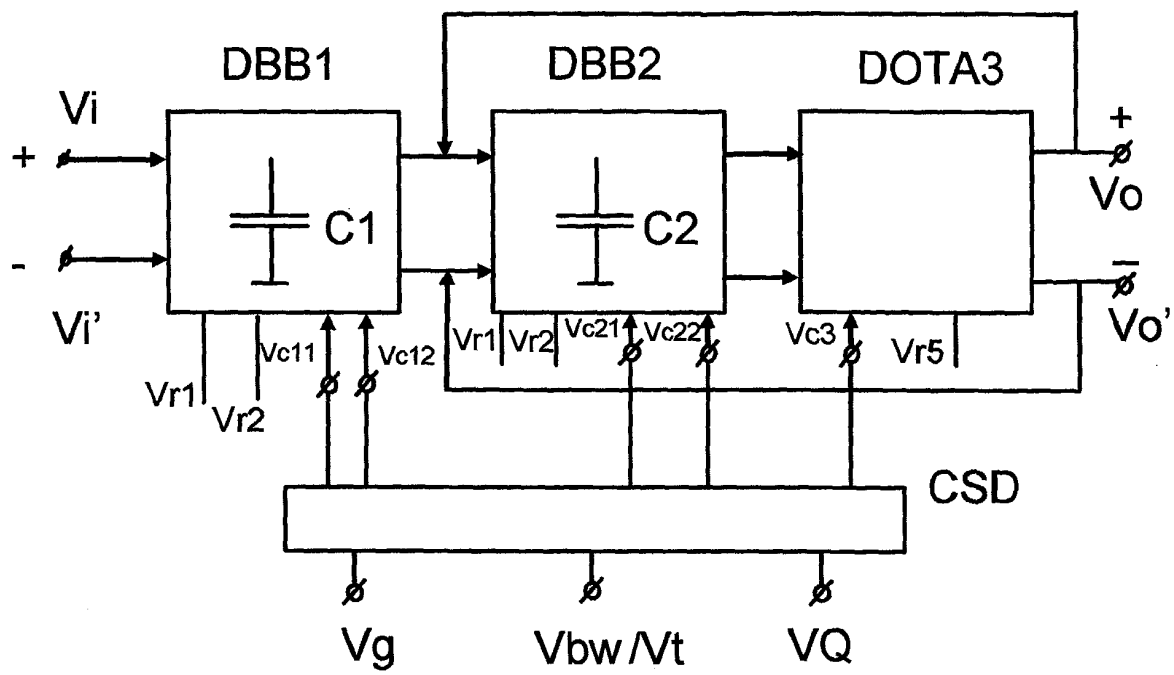 DBB1 DBB2 DOTA3
Vi
+
+
Vo
C1
C2
-
Vi'
–
Vo'
Vr1
Vr2
Vc11
Vc12
Vr1
Vr2
Vc21
Vc22
Vc3
Vr5
CSD
Vg
Vbw/Vt
VQ